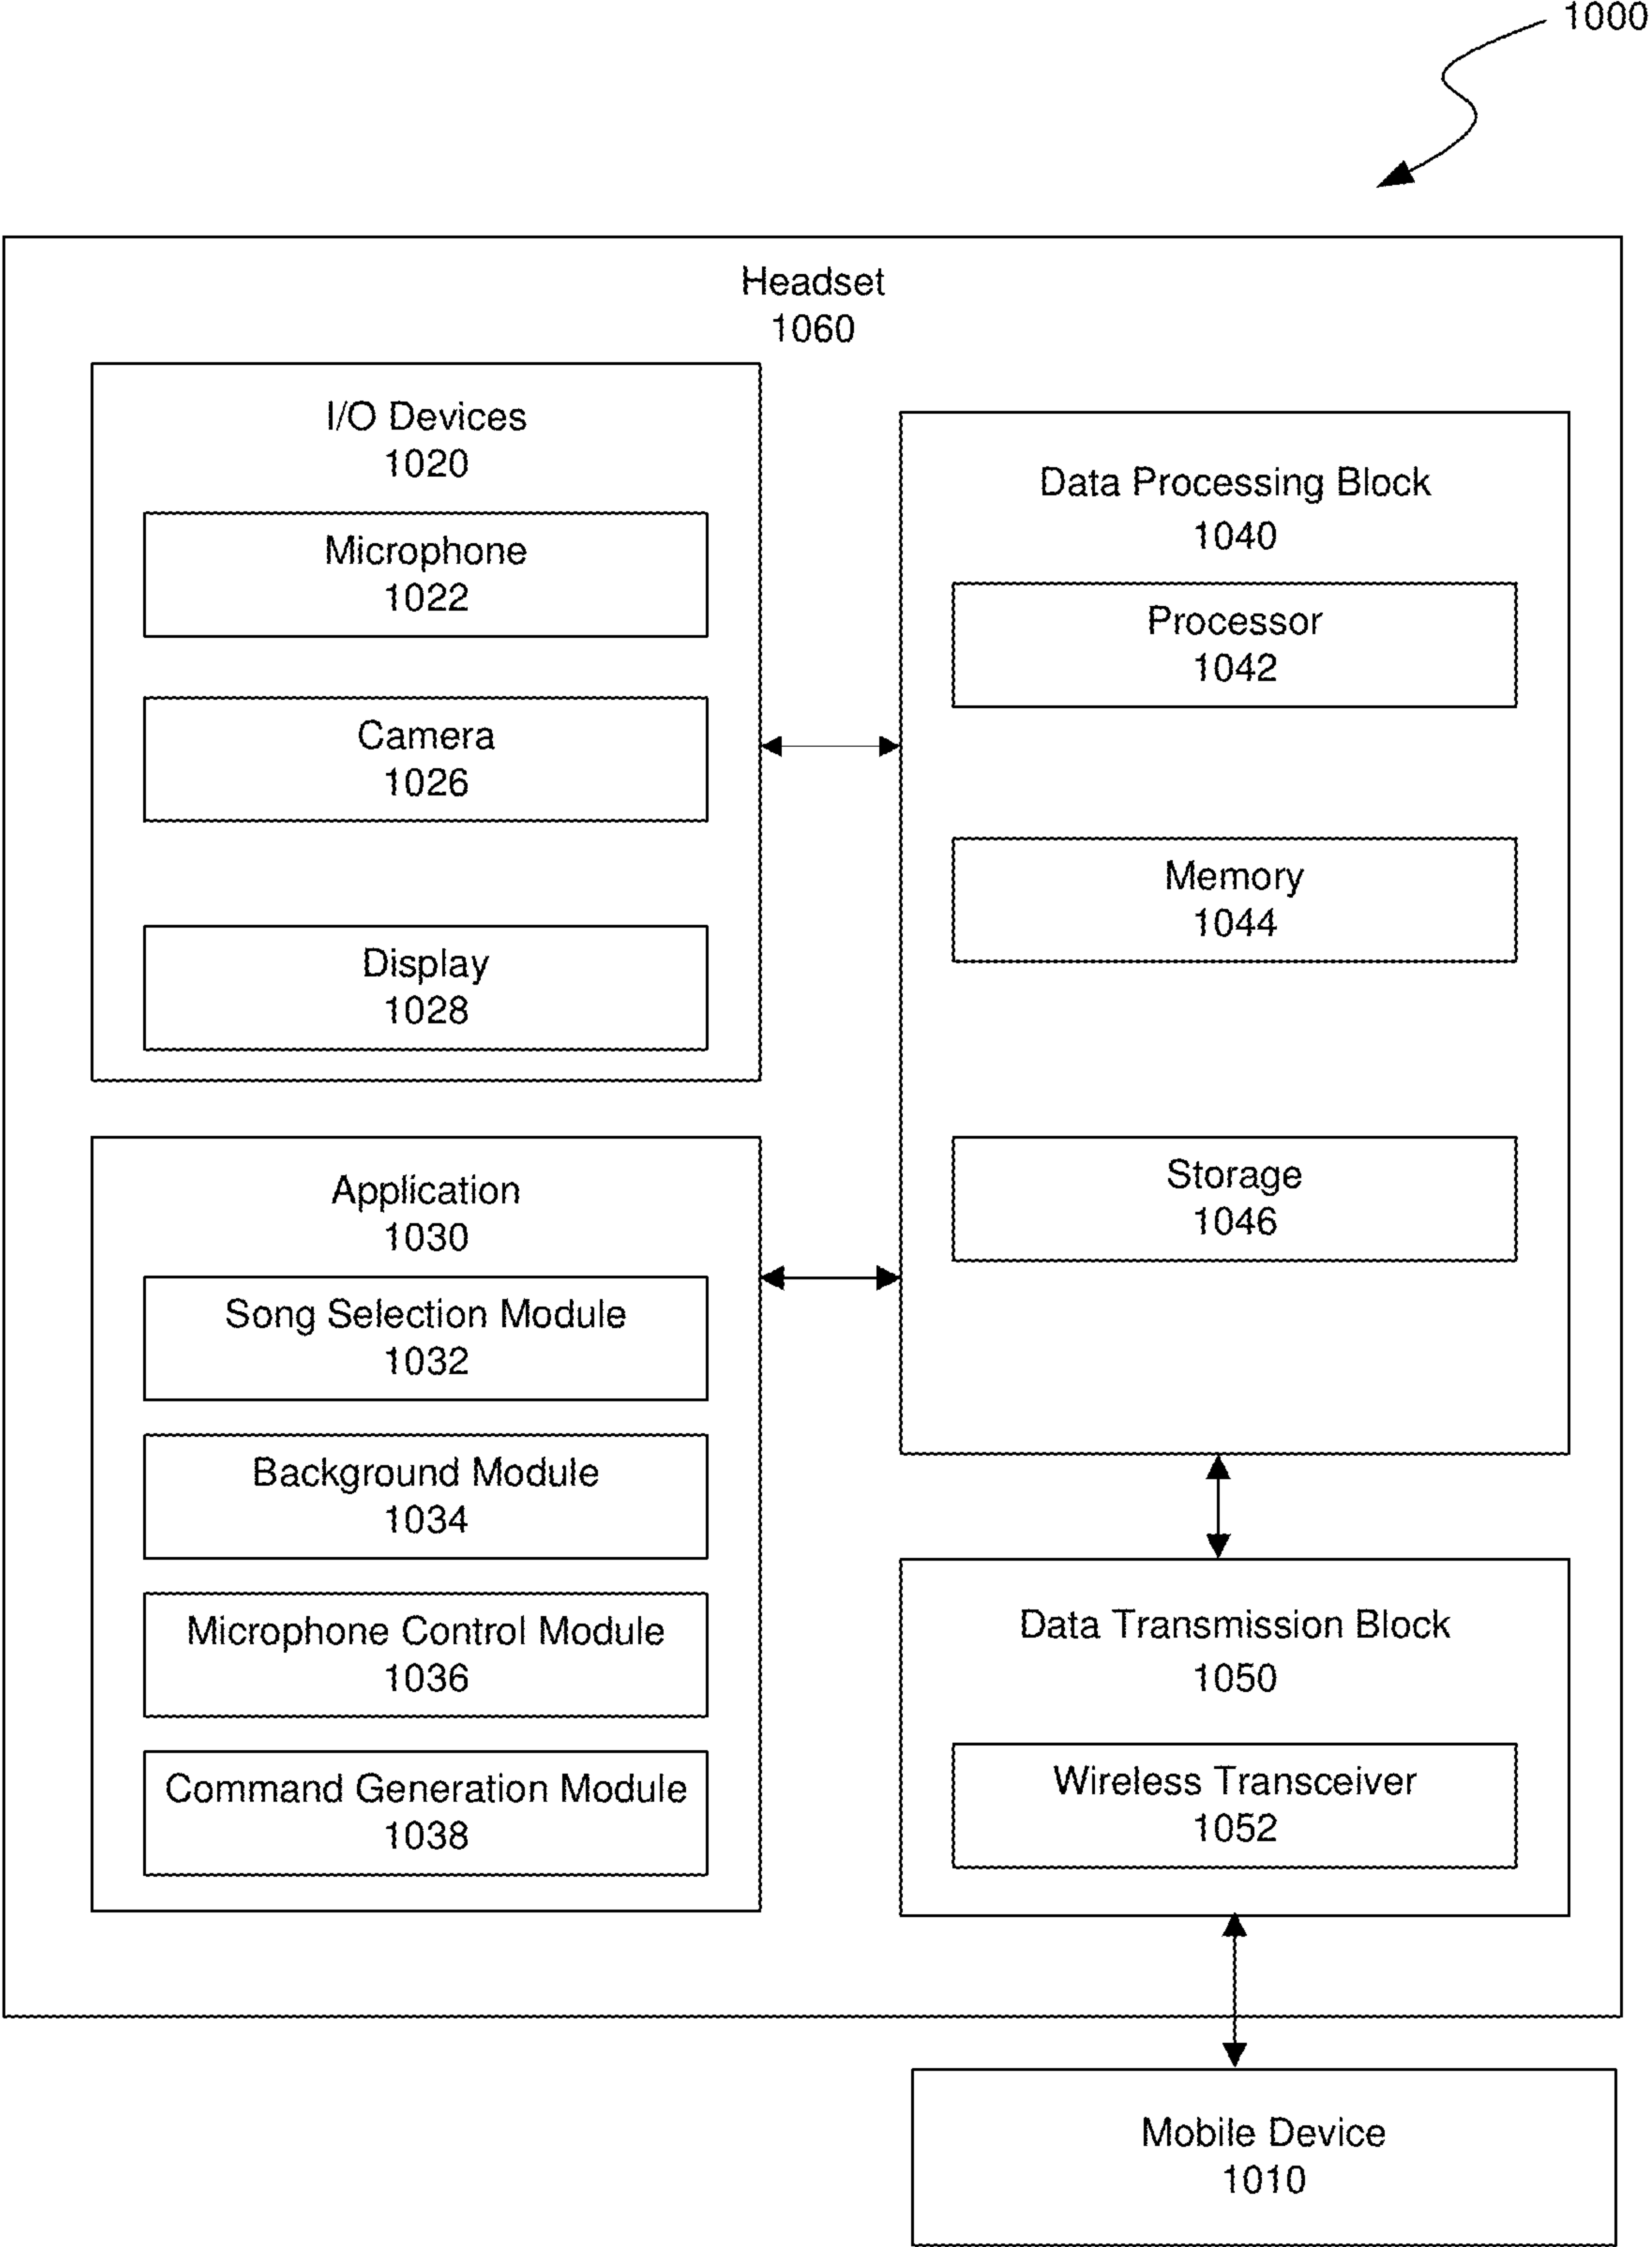 1000
Headset
1060
I/O Devices
1020
Microphone
1022
Camera
1026
Display
1028
Application
1030
Song Selection Module
1032
Background Module
1034
Microphone Control Module
1036
Command Generation Module
1038
Data Processing Block
1040
Processor
1042
Memory
1044
Storage
1046
Data Transmission Block
1050
Wireless Transceiver
1052
Mobile Device
1010